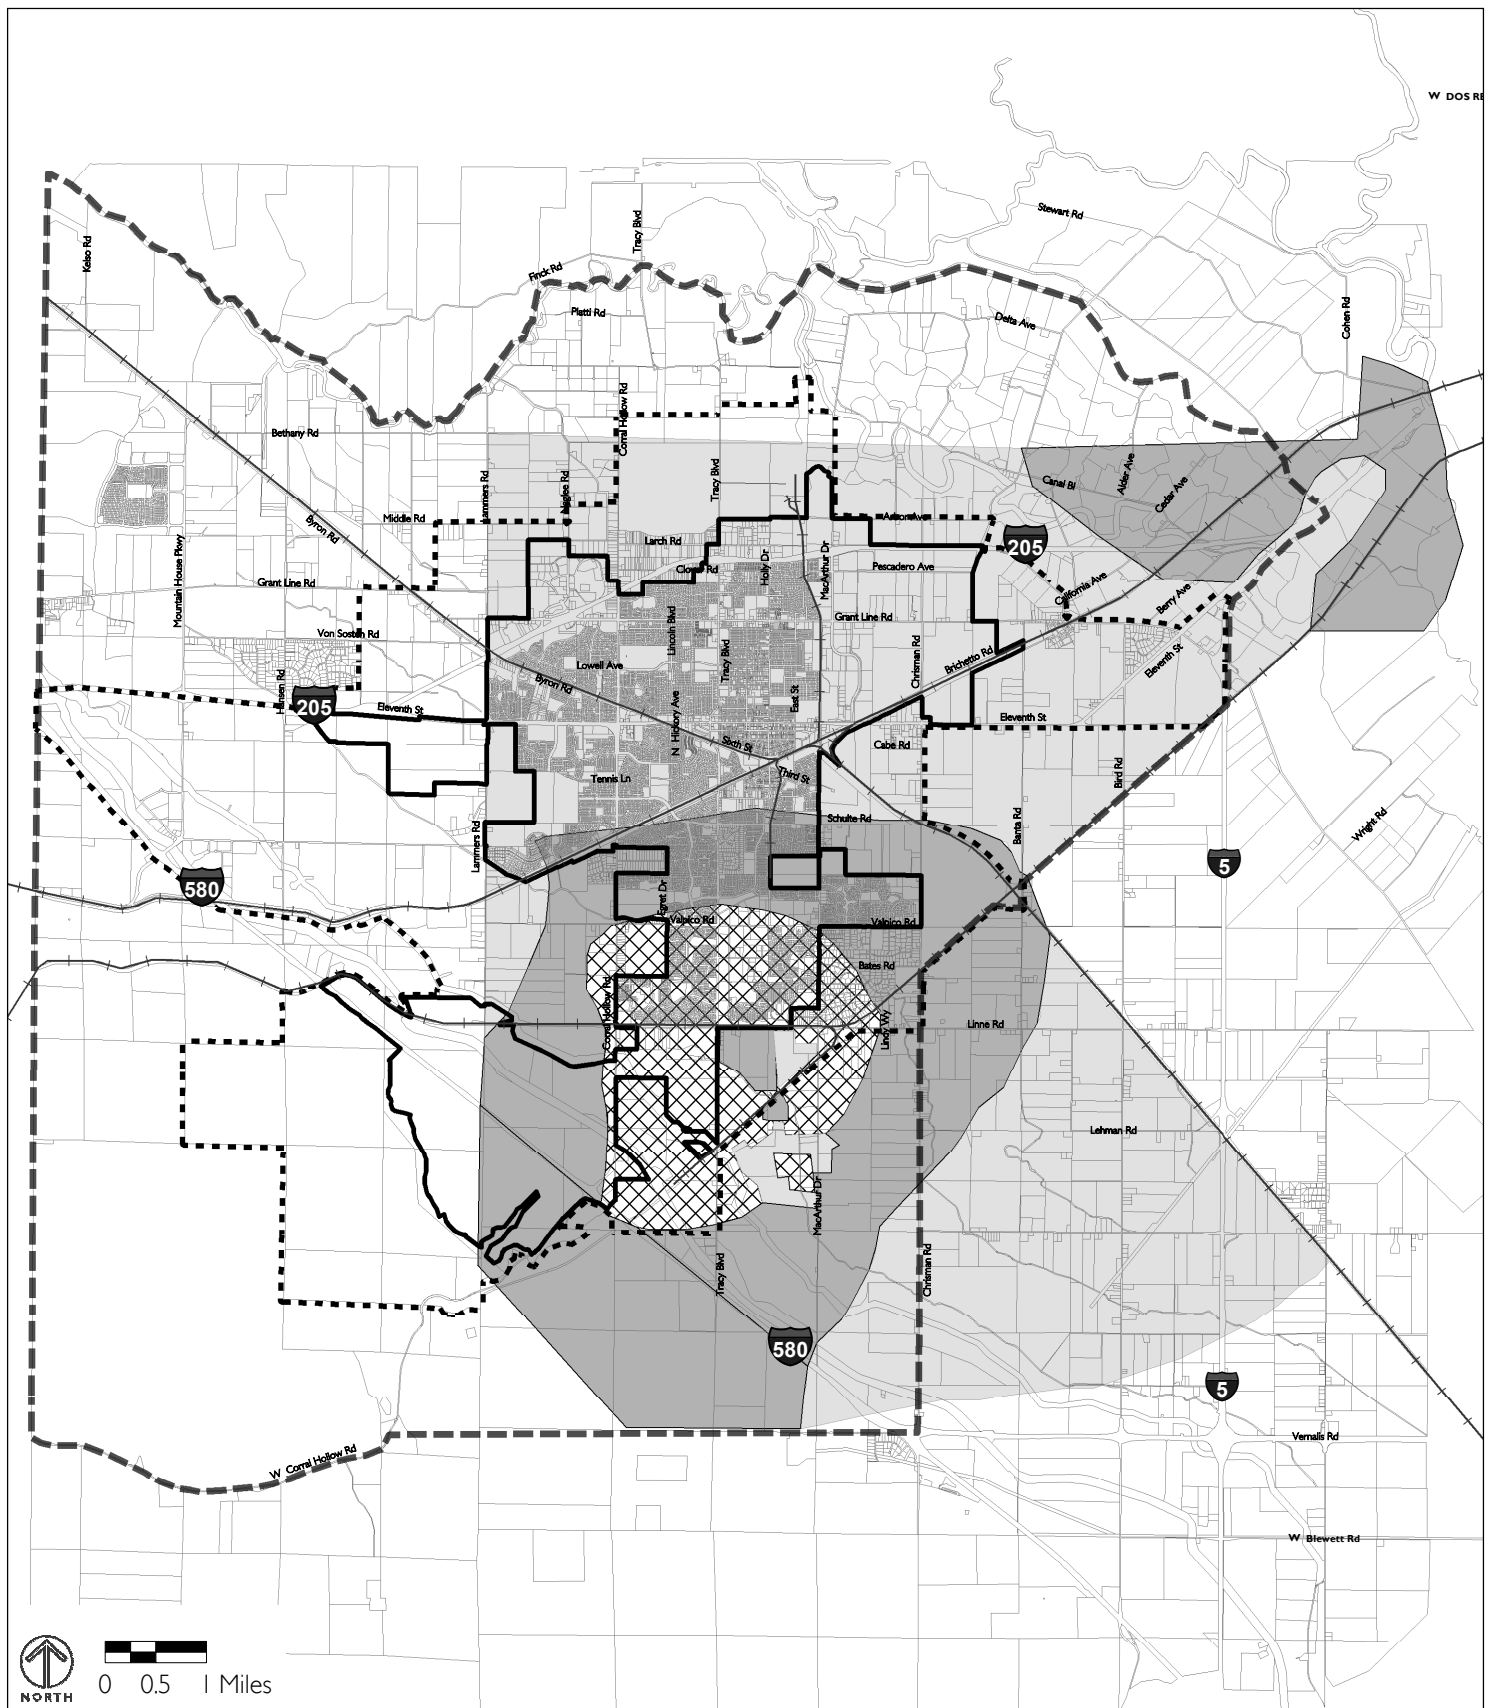 W DOS RE
Stewart Rd
Tracy Blvd
Kelso Rd
Finck Rd
Piatti Rd
Delta Ave
Cohen Rd
Corral Hollow Rd
Bethany Rd
Tracy Blvd
Lammers Rd
Naglee Rd
Canal Bl
Alder Ave
Cedar Ave
Middle Rd
Byron Rd
Arbor Ave
Larch Rd
205
Mountain House Pkwy
Holly Dr
MacArthur Dr
Clover Rd
Pescadero Ave
Grant Line Rd
California Ave
Berry Ave
Lincoln Blvd
Grant Line Rd
Von Sosten Rd
Tracy Blvd
Chrisman Rd
Brichetto Rd
Eleventh St
Lowell Ave
Byron Rd
Hansen Rd
205
Eleventh St
N Hickory Ave
East St
Eleventh St
Sixth St
Cabe Rd
Third St
Tennis Ln
Bird Rd
Schulte Rd
Banta Rd
Wright Rd
Lammers Rd
5
580
Egret Dr
Valpico Rd
Valpico Rd
Bates Rd
Corral Hollow Rd
Lindy Wy
Linne Rd
Lehman Rd
MacArthur Dr
Tracy Blvd
Chrisman Rd
580
5
W Corral Hollow Rd
Vernalis Rd
W Blewett Rd
NORTH
0 0.5 1 Miles